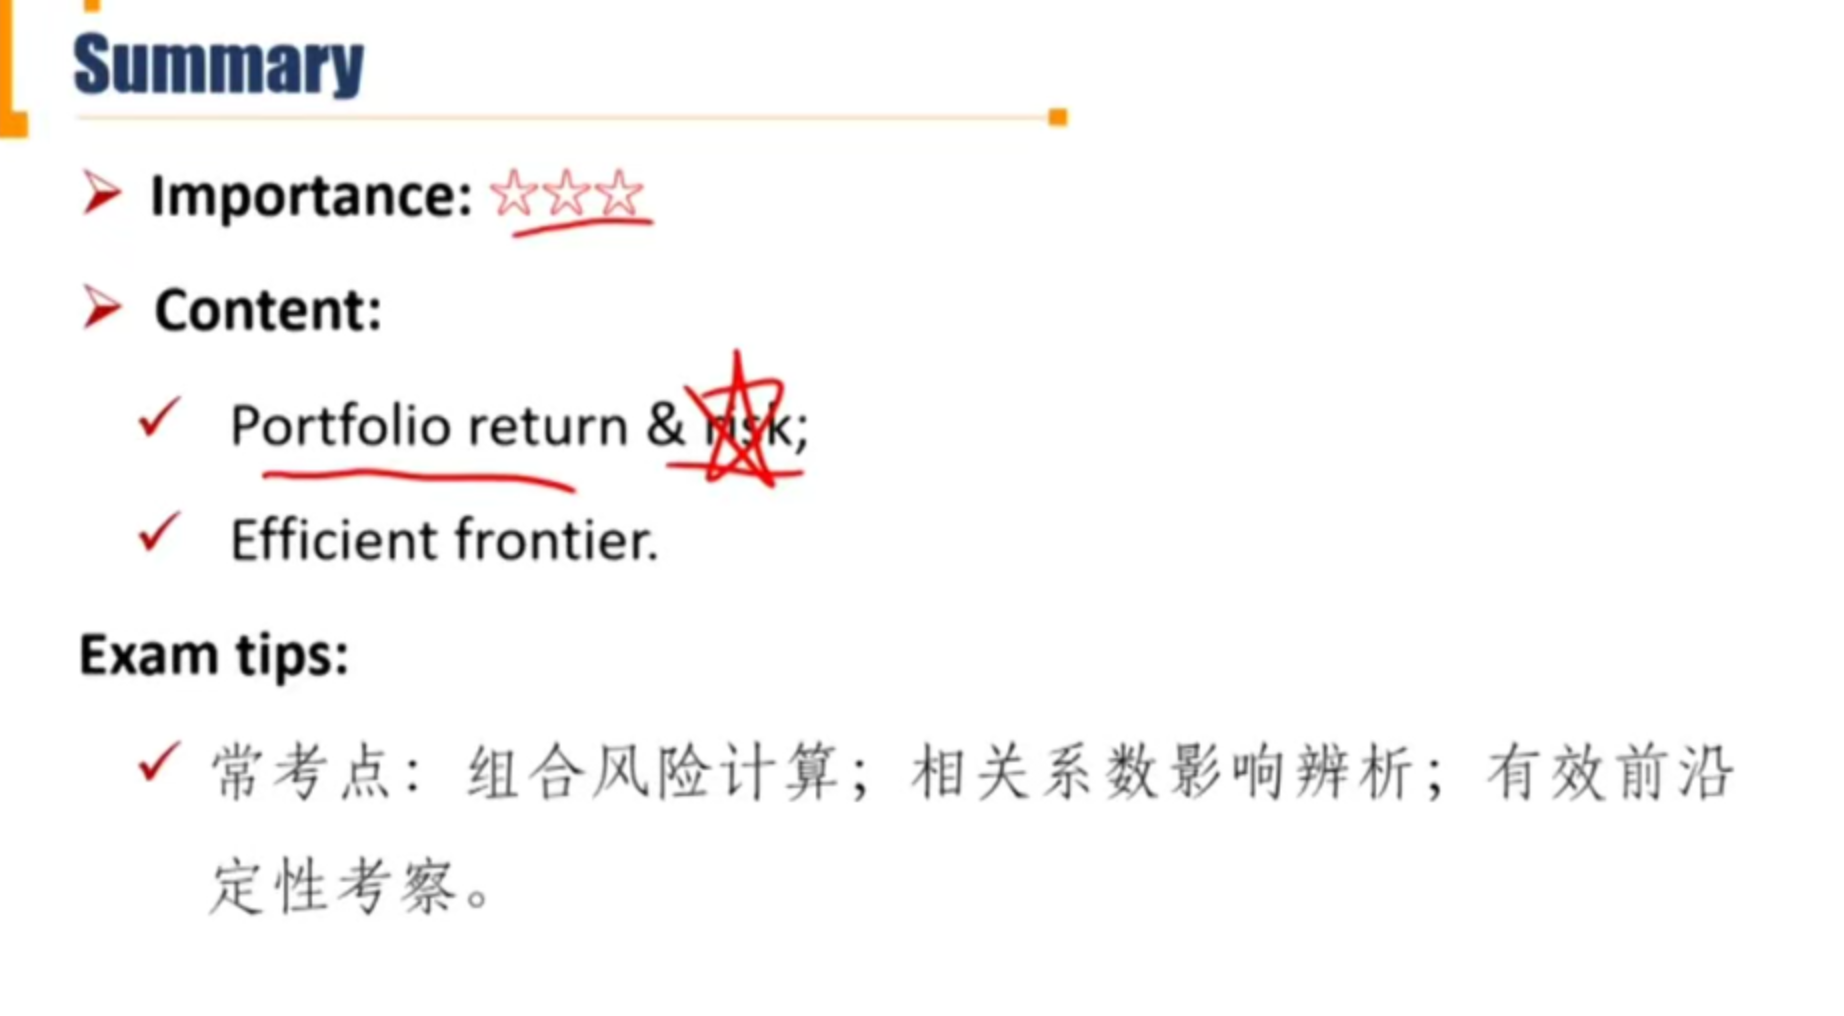 Summary
Importance: ☆☆☆
Content:
Portfolio return & risk;
Efficient frontier.
Exam tips:
常考点：组合风险计算；相关系数影响辨析；有效前沿
定性考察。